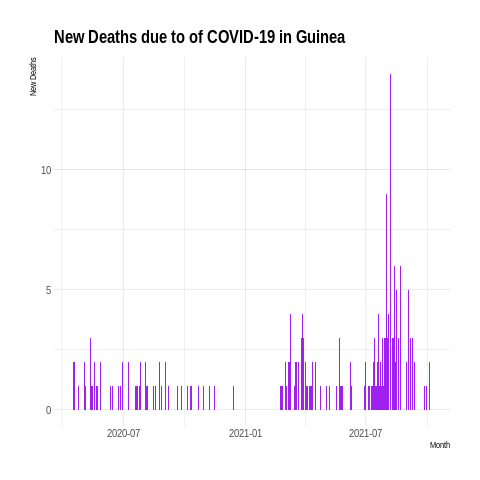 New Deaths due to of COVID-19 in Guinea
New Deaths
10
5
0
2020-07
2021-01
2021-07
Month